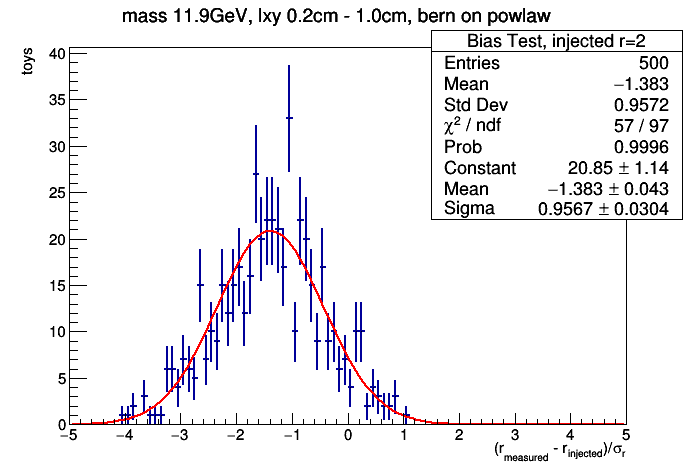 mass 11.9GeV, lxy 0.2cm - 1.0cm, bern on powlaw
Bias Test, injected r=2
Entries 500
Mean −1.383
Std Dev 0.9572
χ² / ndf 57 / 97
Prob 0.9996
Constant 20.85 ± 1.14
Mean −1.383 ± 0.043
Sigma 0.9567 ± 0.0304
toys
40
35
30
25
20
15
10
5
0
−5 −4 −3 −2 −1 0 1 2 3 4 5
(r_measured - r_injected)/σ_r